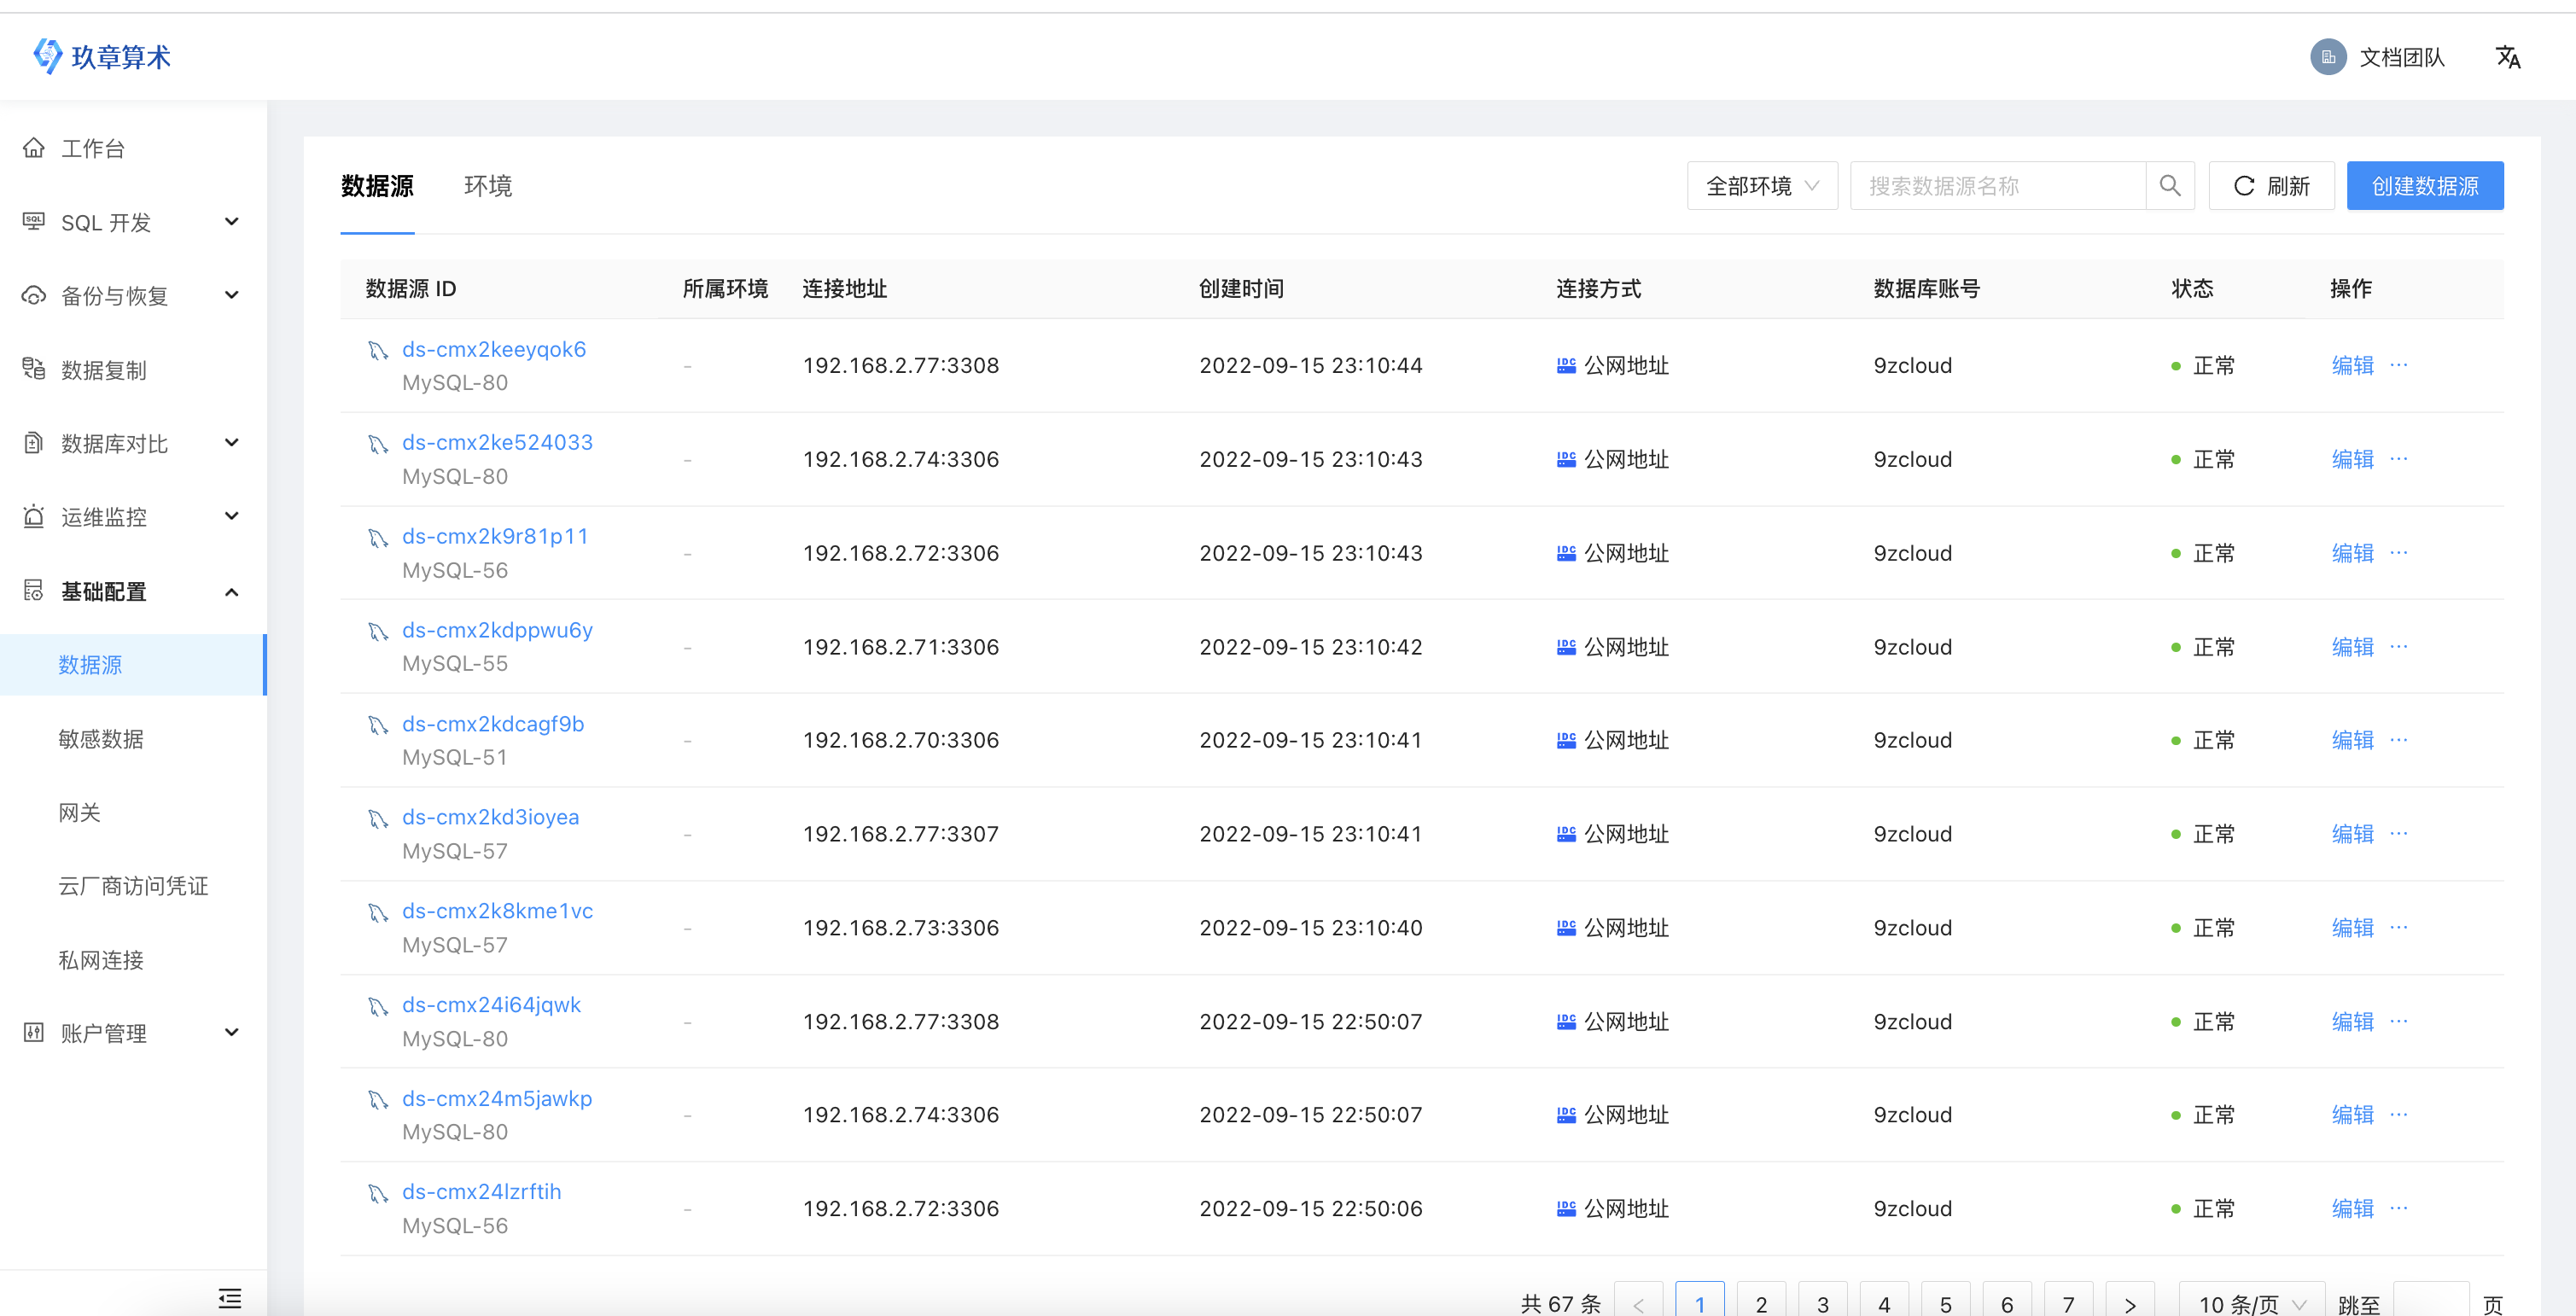 玖章算术
文档团队
工作台
SQL 开发
备份与恢复
数据复制
数据库对比
运维监控
基础配置
数据源
敏感数据
网关
云厂商访问凭证
私网连接
账户管理
数据源 环境 全部环境 搜索数据源名称 刷新 创建数据源
数据源 ID 所属环境 连接地址 创建时间 连接方式 数据库账号 状态 操作
ds-cmx2keeyqok6
MySQL-80 - 192.168.2.77:3308 2022-09-15 23:10:44 IDC 公网地址 9zcloud 正常 编辑 ···
ds-cmx2ke524033
MySQL-80 - 192.168.2.74:3306 2022-09-15 23:10:43 IDC 公网地址 9zcloud 正常 编辑 ···
ds-cmx2k9r81p11
MySQL-56 - 192.168.2.72:3306 2022-09-15 23:10:43 IDC 公网地址 9zcloud 正常 编辑 ···
ds-cmx2kdppwu6y
MySQL-55 - 192.168.2.71:3306 2022-09-15 23:10:42 IDC 公网地址 9zcloud 正常 编辑 ···
ds-cmx2kdcagf9b
MySQL-51 - 192.168.2.70:3306 2022-09-15 23:10:41 IDC 公网地址 9zcloud 正常 编辑 ···
ds-cmx2kd3ioyea
MySQL-57 - 192.168.2.77:3307 2022-09-15 23:10:41 IDC 公网地址 9zcloud 正常 编辑 ···
ds-cmx2k8kme1vc
MySQL-57 - 192.168.2.73:3306 2022-09-15 23:10:40 IDC 公网地址 9zcloud 正常 编辑 ···
ds-cmx24i64jqwk
MySQL-80 - 192.168.2.77:3308 2022-09-15 22:50:07 IDC 公网地址 9zcloud 正常 编辑 ···
ds-cmx24m5jawkp
MySQL-80 - 192.168.2.74:3306 2022-09-15 22:50:07 IDC 公网地址 9zcloud 正常 编辑 ···
ds-cmx24lzrftih
MySQL-56 - 192.168.2.72:3306 2022-09-15 22:50:06 IDC 公网地址 9zcloud 正常 编辑 ···
共 67 条 < 1 2 3 4 5 6 7 > 10 条/页 跳至 页